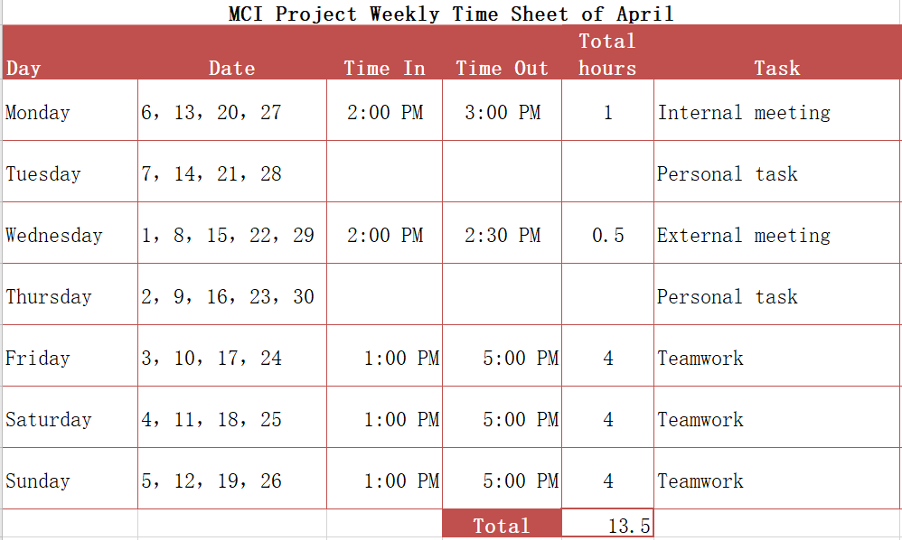 MCI Project Weekly Time Sheet of April
Day Date Time In Time Out Total hours Task
Monday 6, 13, 20, 27 2:00 PM 3:00 PM 1 Internal meeting
Tuesday 7, 14, 21, 28 Personal task
Wednesday 1, 8, 15, 22, 29 2:00 PM 2:30 PM 0.5 External meeting
Thursday 2, 9, 16, 23, 30 Personal task
Friday 3, 10, 17, 24 1:00 PM 5:00 PM 4 Teamwork
Saturday 4, 11, 18, 25 1:00 PM 5:00 PM 4 Teamwork
Sunday 5, 12, 19, 26 1:00 PM 5:00 PM 4 Teamwork
Total 13.5